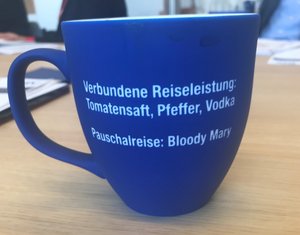 Verbundene Reiseleistung:
Tomatensaft, Pfeffer, Vodka
Pauschalreise: Bloody Mary